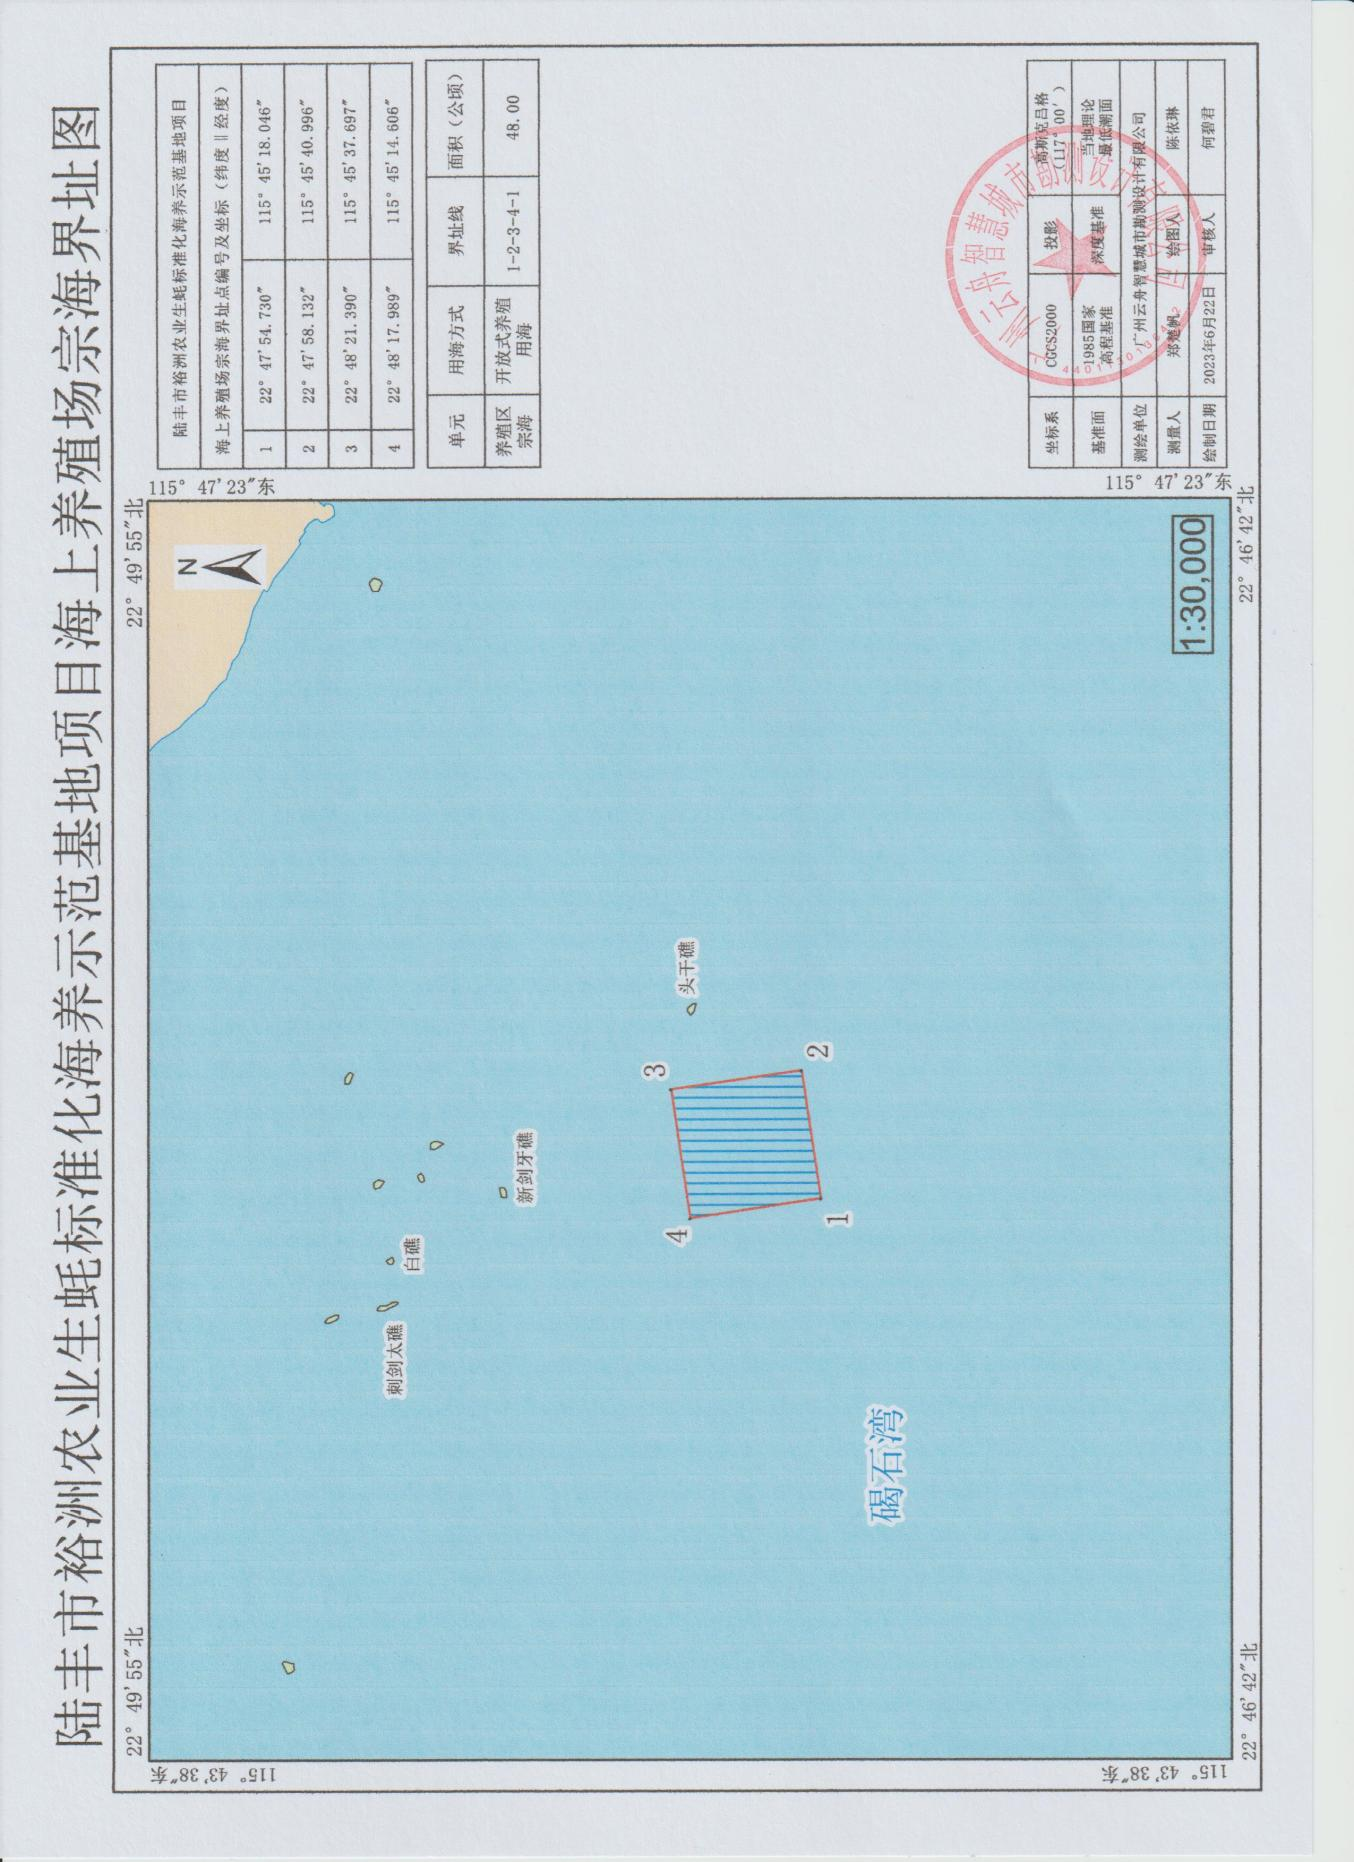 陆丰市裕洲农业生蚝标准化海养示范基地项目海上养殖场宗海界址图
22° 49′55″北
22° 49′55″北
115° 43′38″东
115° 47′23″东
N
刺剑太礁
白礁
新剑牙礁
头干礁
4
3
1
2
碣石湾
1:30,000
115° 43′38″东
115° 47′23″东
22° 46′42″北
22° 46′42″北
陆丰市裕洲农业生蚝标准化海养示范基地项目
海上养殖场宗海界址点编号及坐标（纬度‖经度）
1 22° 47′54.730″ 115° 45′18.046″
2 22° 47′58.132″ 115° 45′40.996″
3 22° 48′21.390″ 115° 45′37.697″
4 22° 48′17.989″ 115° 45′14.606″
单元 用海方式 界址线 面积（公顷）
养殖区宗海 开放式养殖用海 1-2-3-4-1 48.00
坐标系 CGCS2000 投影 高斯克吕格（117° 00′）
基准面 1985国家高程基准 深度基准 当地理论最低潮面
测绘单位 广州云舟智慧城市勘测设计有限公司
测量人 郑楚帆 绘图人 陈依琳
绘制日期 2023年6月22日 审核人 何碧君